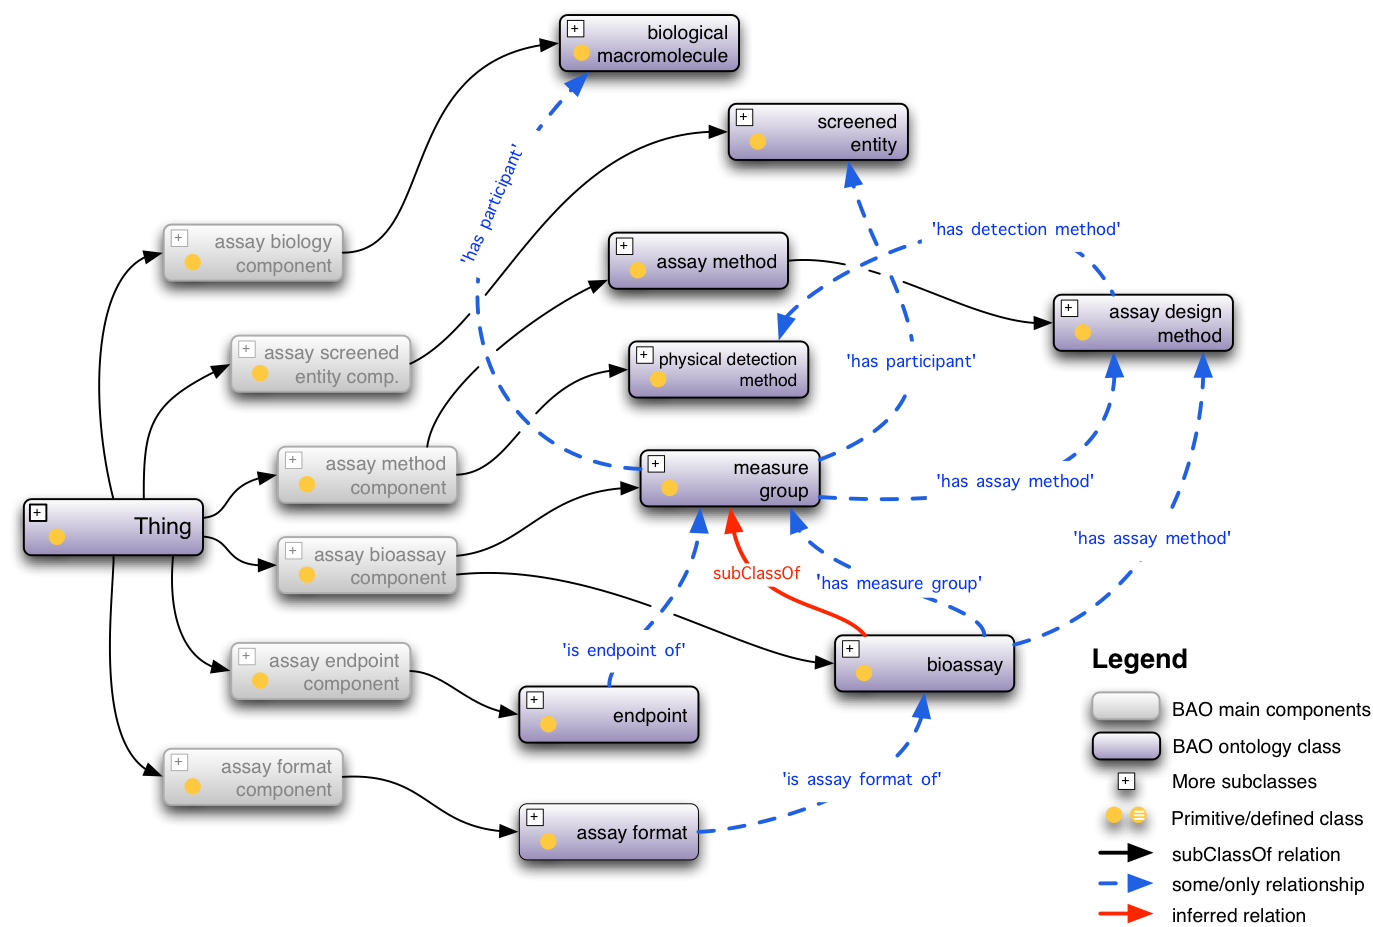 biological
macromolecule
screened
entity
'has participant'
'has detection method'
assay biology
component
assay method
assay design
method
assay screened
entity comp.
physical detection
method
'has participant'
assay method
component
measure
group
'has assay method'
Thing
'has assay method'
assay bioassay
component
subClassOf
'has measure group'
'is endpoint of'
bioassay
assay endpoint
component
endpoint
assay format
component
'is assay format of'
assay format
Legend
BAO main components
BAO ontology class
More subclasses
Primitive/defined class
subClassOf relation
some/only relationship
inferred relation